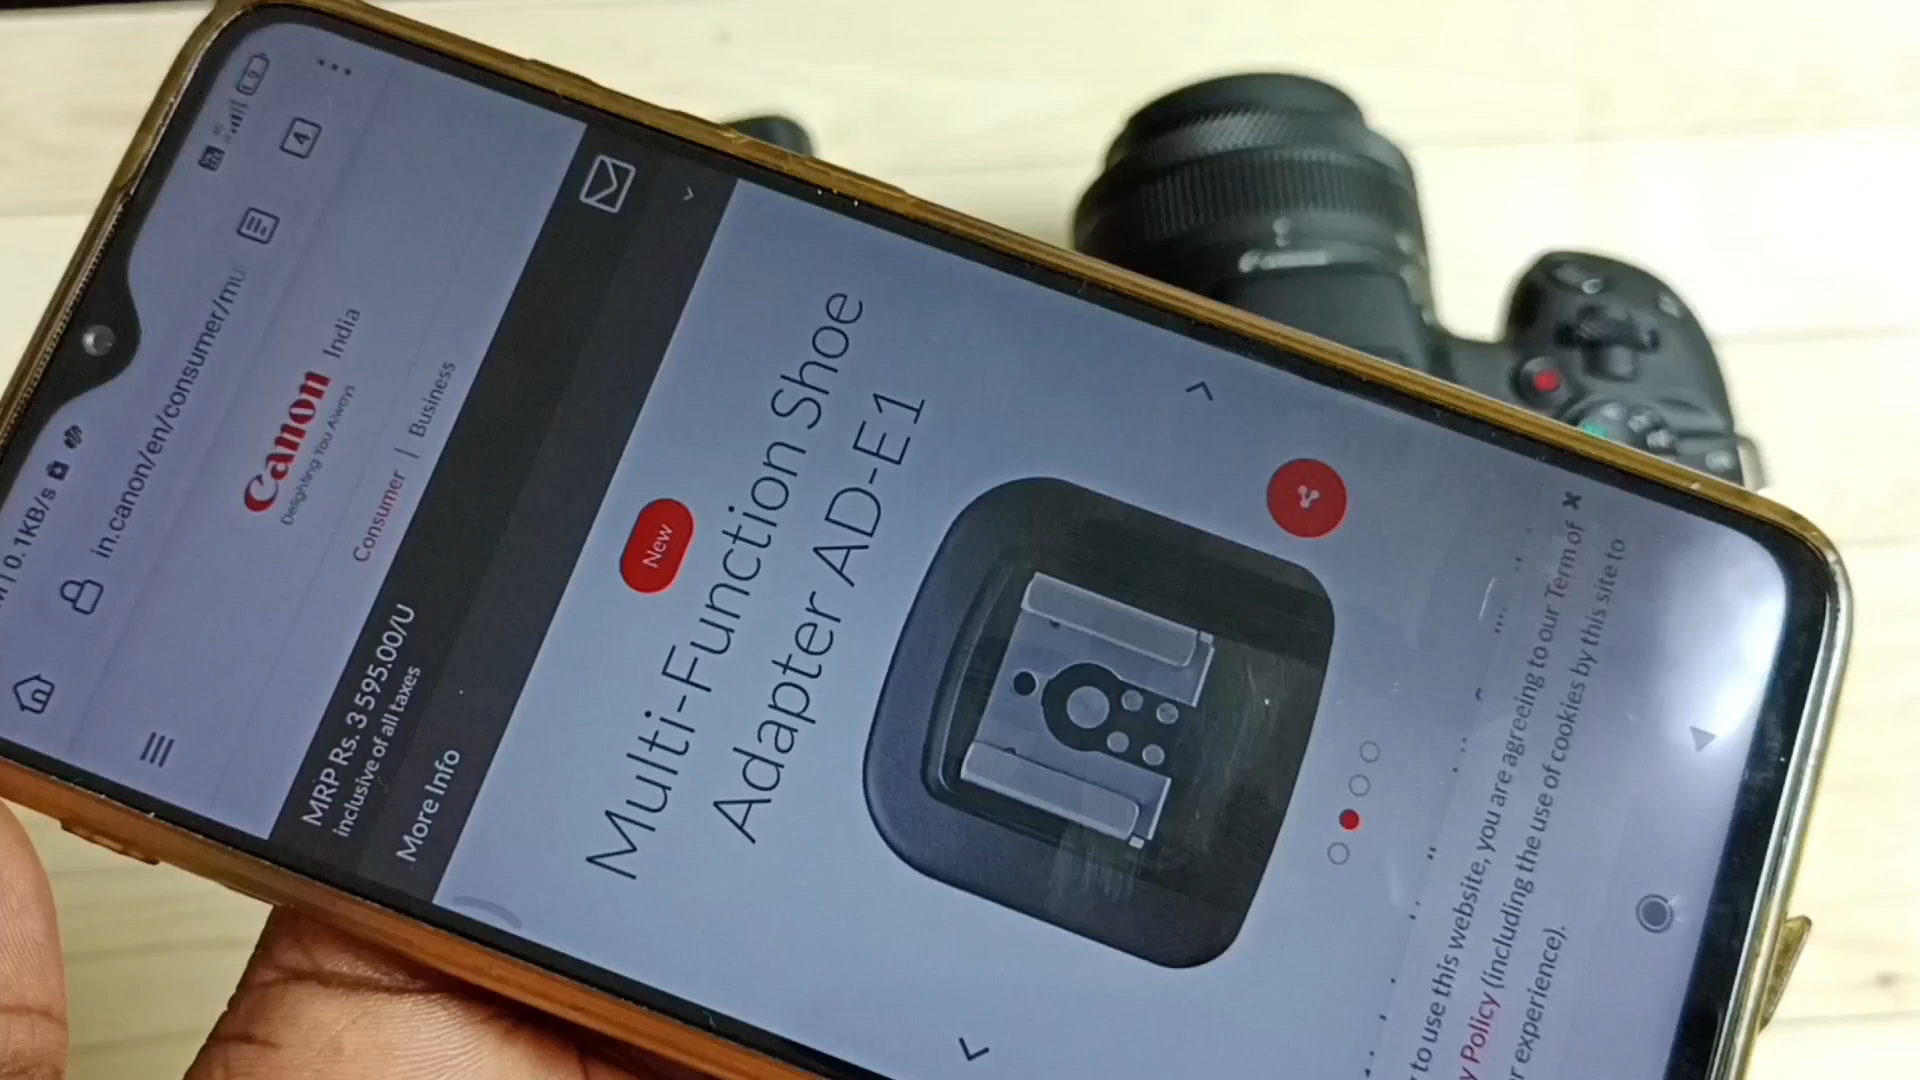 0.1KB/s
9
in.canon/en/consumer/mu
4
Canon India
Delighting You Always
Consumer | Business
MRP Rs. 3 595.00/U
inclusive of all taxes
More Info
New
Multi-Function Shoe
Adapter AD-E1
to use this website, you are agreeing to our Term of
y Policy (including the use of cookies by this site to
r experience).